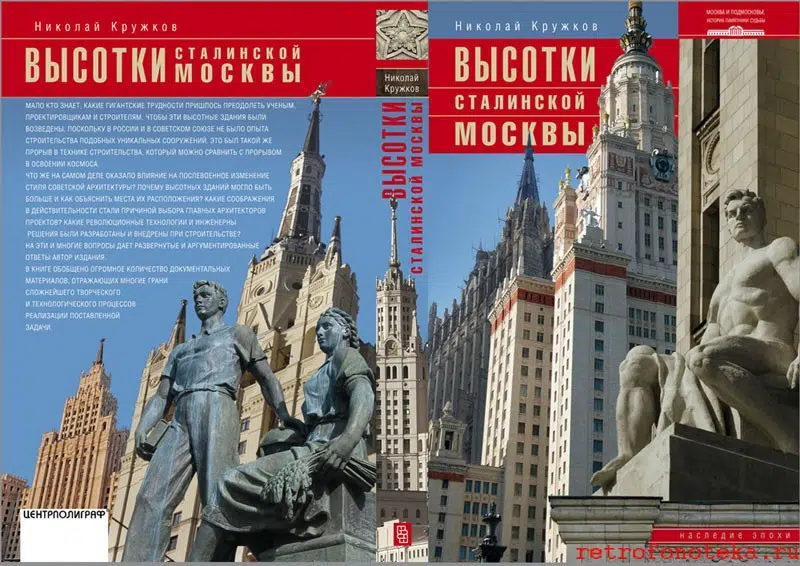 Николай Кружков
ВЫСОТКИ СТАЛИНСКОЙ
МОСКВЫ
МАЛО КТО ЗНАЕТ, КАКИЕ ГИГАНТСКИЕ ТРУДНОСТИ ПРИШЛОСЬ ПРЕОДОЛЕТЬ УЧЕНЫМ,
ПРОЕКТИРОВЩИКАМ И СТРОИТЕЛЯМ, ЧТОБЫ ЭТИ ВЫСОТНЫЕ ЗДАНИЯ БЫЛИ
ВОЗВЕДЕНЫ, ПОСКОЛЬКУ В РОССИИ И В СОВЕТСКОМ СОЮЗЕ НЕ БЫЛО ОПЫТА
СТРОИТЕЛЬСТВА ПОДОБНЫХ УНИКАЛЬНЫХ СООРУЖЕНИЙ. ЭТО БЫЛ ТАКОЙ ЖЕ
ПРОРЫВ В ТЕХНИКЕ СТРОИТЕЛЬСТВА, КОТОРЫЙ МОЖНО СРАВНИТЬ С ПРОРЫВОМ
В ОСВОЕНИИ КОСМОСА.
ЧТО ЖЕ НА САМОМ ДЕЛЕ ОКАЗАЛО ВЛИЯНИЕ НА ПОСЛЕВОЕННОЕ ИЗМЕНЕНИЕ
СТИЛЯ СОВЕТСКОЙ АРХИТЕКТУРЫ? ПОЧЕМУ ВЫСОТНЫХ ЗДАНИЙ МОГЛО БЫТЬ
БОЛЬШЕ И КАК ОБЪЯСНИТЬ МЕСТА ИХ РАСПОЛОЖЕНИЯ? КАКИЕ СООБРАЖЕНИЯ
В ДЕЙСТВИТЕЛЬНОСТИ СТАЛИ ПРИЧИНОЙ ВЫБОРА ГЛАВНЫХ АРХИТЕКТОРОВ
ПРОЕКТОВ? КАКИЕ РЕВОЛЮЦИОННЫЕ ТЕХНОЛОГИИ И ИНЖЕНЕРНЫ
РЕШЕНИЯ БЫЛИ РАЗРАБОТАНЫ И ВНЕДРЕНЫ ПРИ СТРОИТЕЛЬСТВЕ?
НА ЭТИ И МНОГИЕ ВОПРОСЫ ДАЕТ РАЗВЕРНУТЫЕ И АРГУМЕНТИРОВАННЫЕ
ОТВЕТЫ АВТОР ИЗДАНИЯ.
В КНИГЕ ОБОБЩЕНО ОГРОМНОЕ КОЛИЧЕСТВО ДОКУМЕНТАЛЬНЫХ
МАТЕРИАЛОВ, ОТРАЖАЮЩИХ МНОГИЕ ГРАНИ
СЛОЖНЕЙШЕГО ТВОРЧЕСКОГО
И ТЕХНОЛОГИЧЕСКОГО ПРОЦЕССОВ
РЕАЛИЗАЦИИ ПОСТАВЛЕННОЙ
ЗАДАЧИ.
ЦЕНТРПОЛИГРАФ
Николай
Кружков
ВЫСОТКИ
СТАЛИНСКОЙ МОСКВЫ
Николай Кружков
ВЫСОТКИ
СТАЛИНСКОЙ
МОСКВЫ
МОСКВА И ПОДМОСКОВЬЕ:
ИСТОРИЯ ПАМЯТНИКИ СУДЬБЫ
наследие эпохи
retrofonoteka.ru